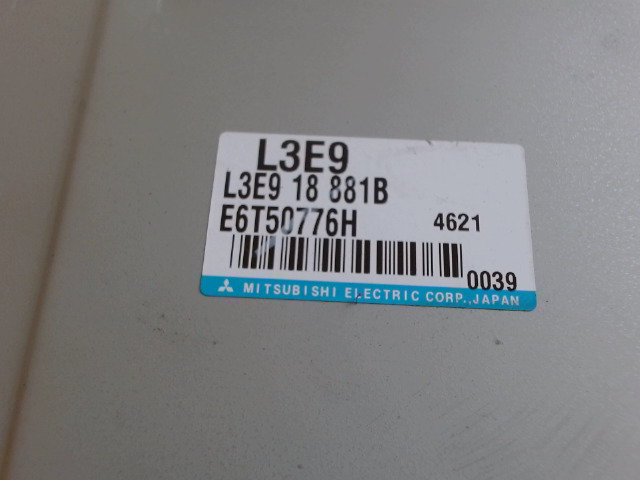 L3E9
L3E9 18 881B
E6T50776H 4621
0039
MITSUBISHI ELECTRIC CORP.,JAPAN